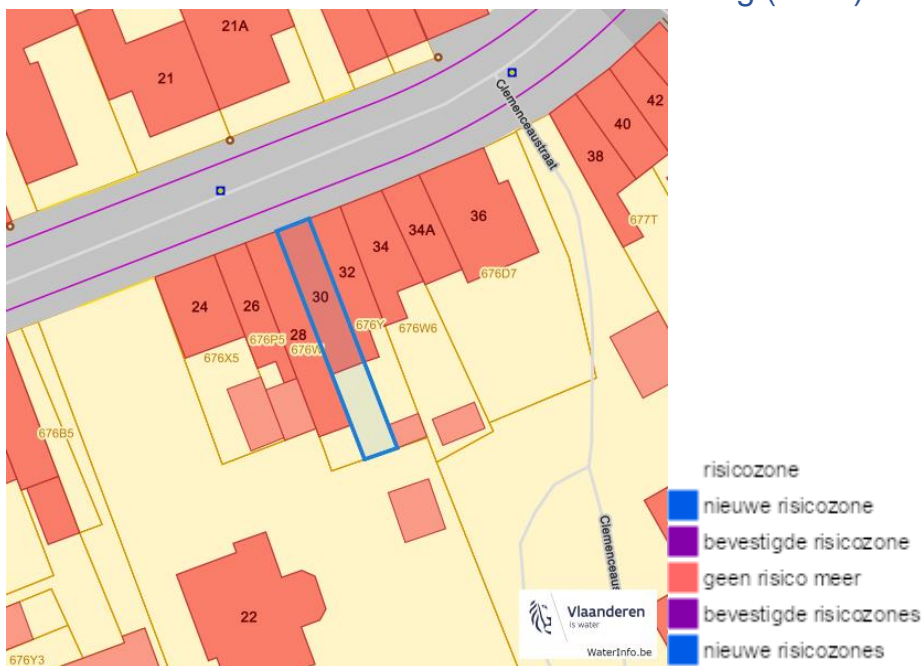 21A
21
Clemenceaustraat
42
40
38
677T
36
34A
34
32
30
676D7
24
26
28
676P5
676W
676Y
676W6
676X5
676B5
22
676Y3
Vlaanderen
is water
WaterInfo.be
risicozone
nieuwe risicozone
bevestigde risicozone
geen risico meer
bevestigde risicozones
nieuwe risicozones